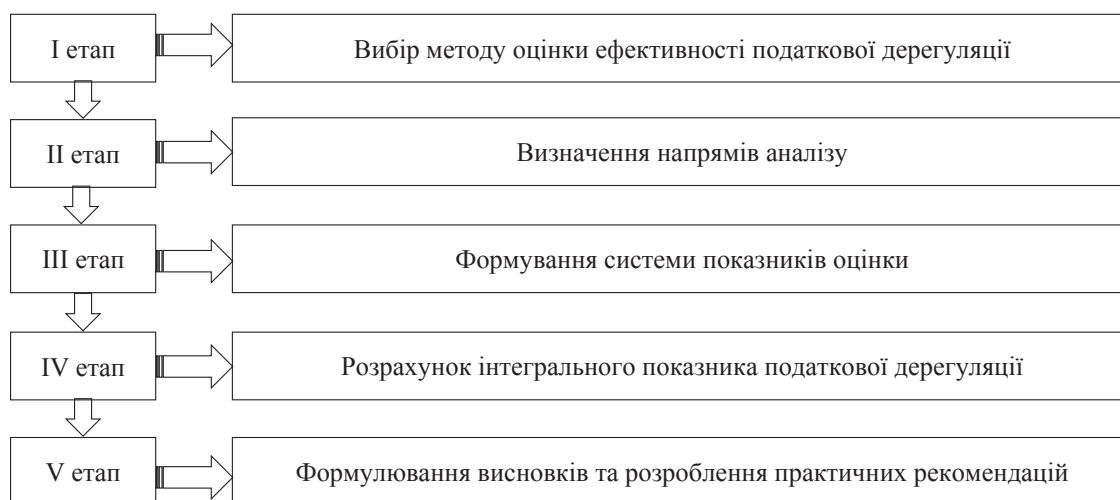 I етап
Вибір методу оцінки ефективності податкової дерегуляції
II етап
Визначення напрямів аналізу
III етап
Формування системи показників оцінки
IV етап
Розрахунок інтегрального показника податкової дерегуляції
V етап
Формулювання висновків та розроблення практичних рекомендацій